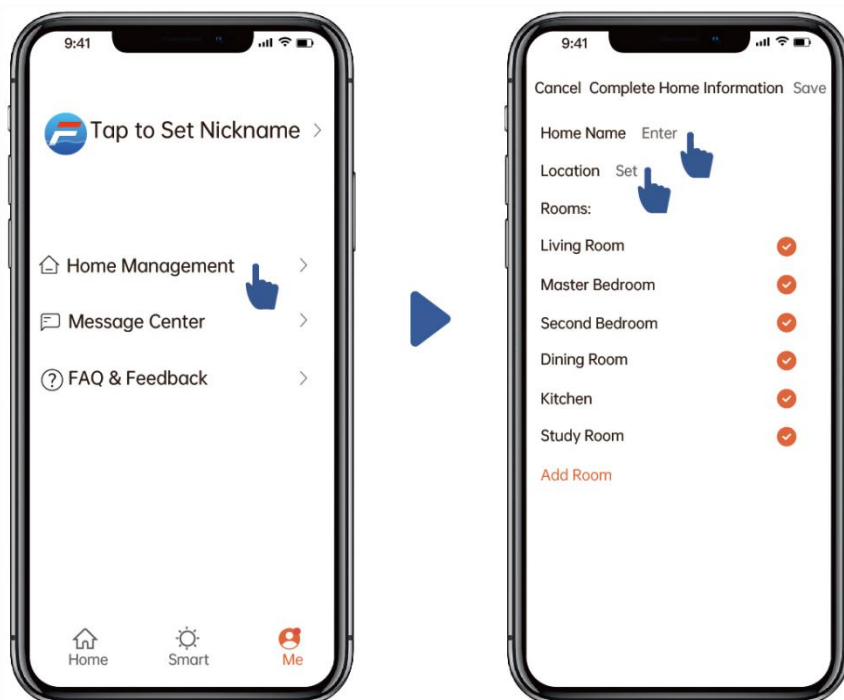 9:41
Tap to Set Nickname
Home Management
Message Center
FAQ & Feedback
Home Smart Me
9:41
Cancel Complete Home Information Save
Home Name Enter
Location Set
Rooms:
Living Room
Master Bedroom
Second Bedroom
Dining Room
Kitchen
Study Room
Add Room